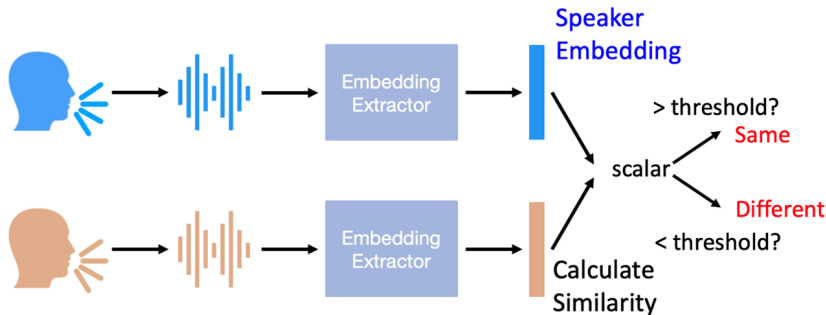 Speaker
Embedding
Embedding
Extractor
> threshold?
Same
scalar
Different
< threshold?
Embedding
Extractor
Calculate
Similarity